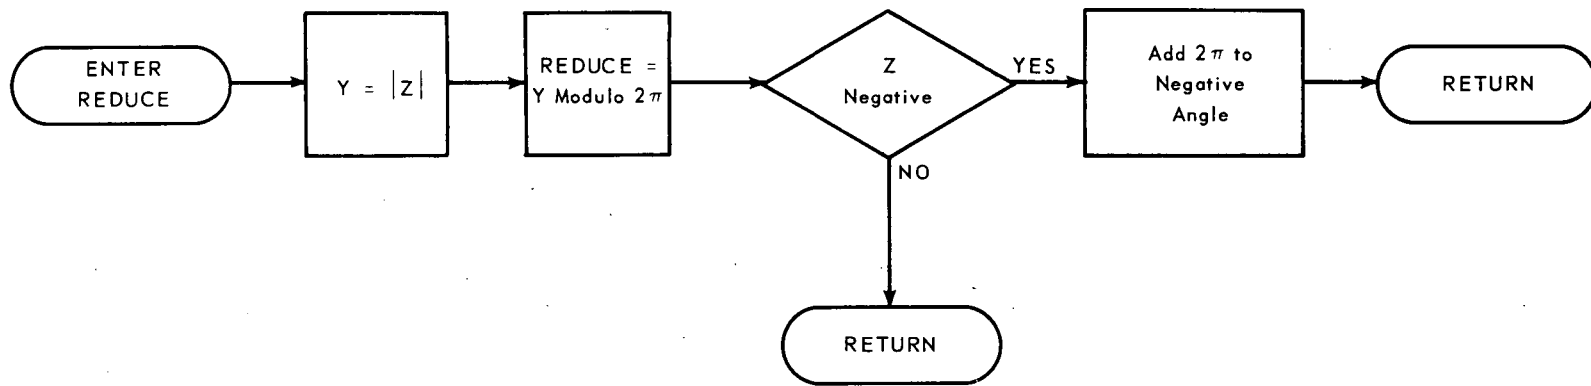 ENTER
REDUCE
Y = |Z|
REDUCE =
Y Modulo 2π
Z
Negative
YES
Add 2π to
Negative
Angle
RETURN
NO
RETURN